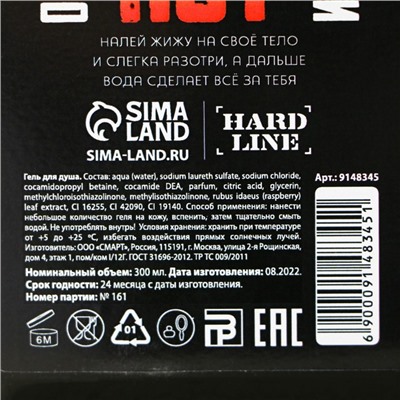 НАЛЕЙ ЖИЖУ НА СВОЁ ТЕЛО
И СЛЕГКА РАЗОТРИ, А ДАЛЬШЕ
ВОДА СДЕЛАЕТ ВСЁ ЗА ТЕБЯ
SIMA LAND
SIMA-LAND.RU
HARD LINE
Гель для душа. Состав: aqua (water), sodium laureth sulfate, sodium chloride,
cocamidopropyl betaine, cocamide DEA, parfum, citric acid, glycerin,
methylchloroisothiazolinone, methylisothiazolinone, rubus idaeus (raspberry)
leaf extract, CI 16255, CI 42090, CI 19140. Способ применения: нанести
небольшое количество геля на кожу, вспенить, затем тщательно смыть
водой. Не употреблять внутрь! Условия хранения: хранить при температуре
от +5 до +25 °С, избегать воздействия прямых солнечных лучей.
Изготовитель: ООО «СМАРТ», Россия, 115191, г. Москва, улица 2-я Рощинская,
дом 4, этаж 1, пом/ком I/12Г. ГОСТ 31696-2012. ТР ТС 009/2011
Номинальный объем: 300 мл. Дата изготовления: 08.2022.
Срок годности: 24 месяца с даты изготовления.
Номер партии: № 161
Арт.: 9148345
6 900009 148345 1
6M
01
EAC